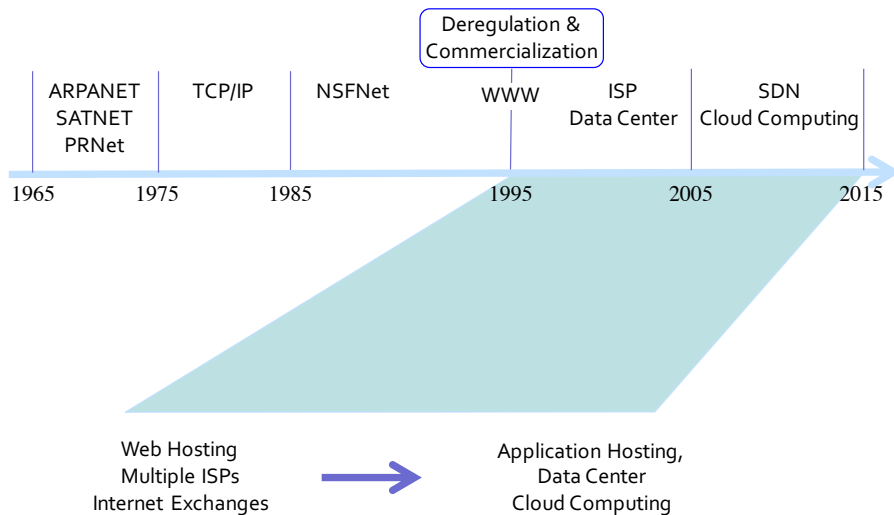 Deregulation &
Commercialization
ARPANET
SATNET
PRNet
TCP/IP
NSFNet
WWW
ISP
Data Center
SDN
Cloud Computing
1965
1975
1985
1995
2005
2015
Web Hosting
Multiple ISPs
Internet Exchanges
Application Hosting,
Data Center
Cloud Computing